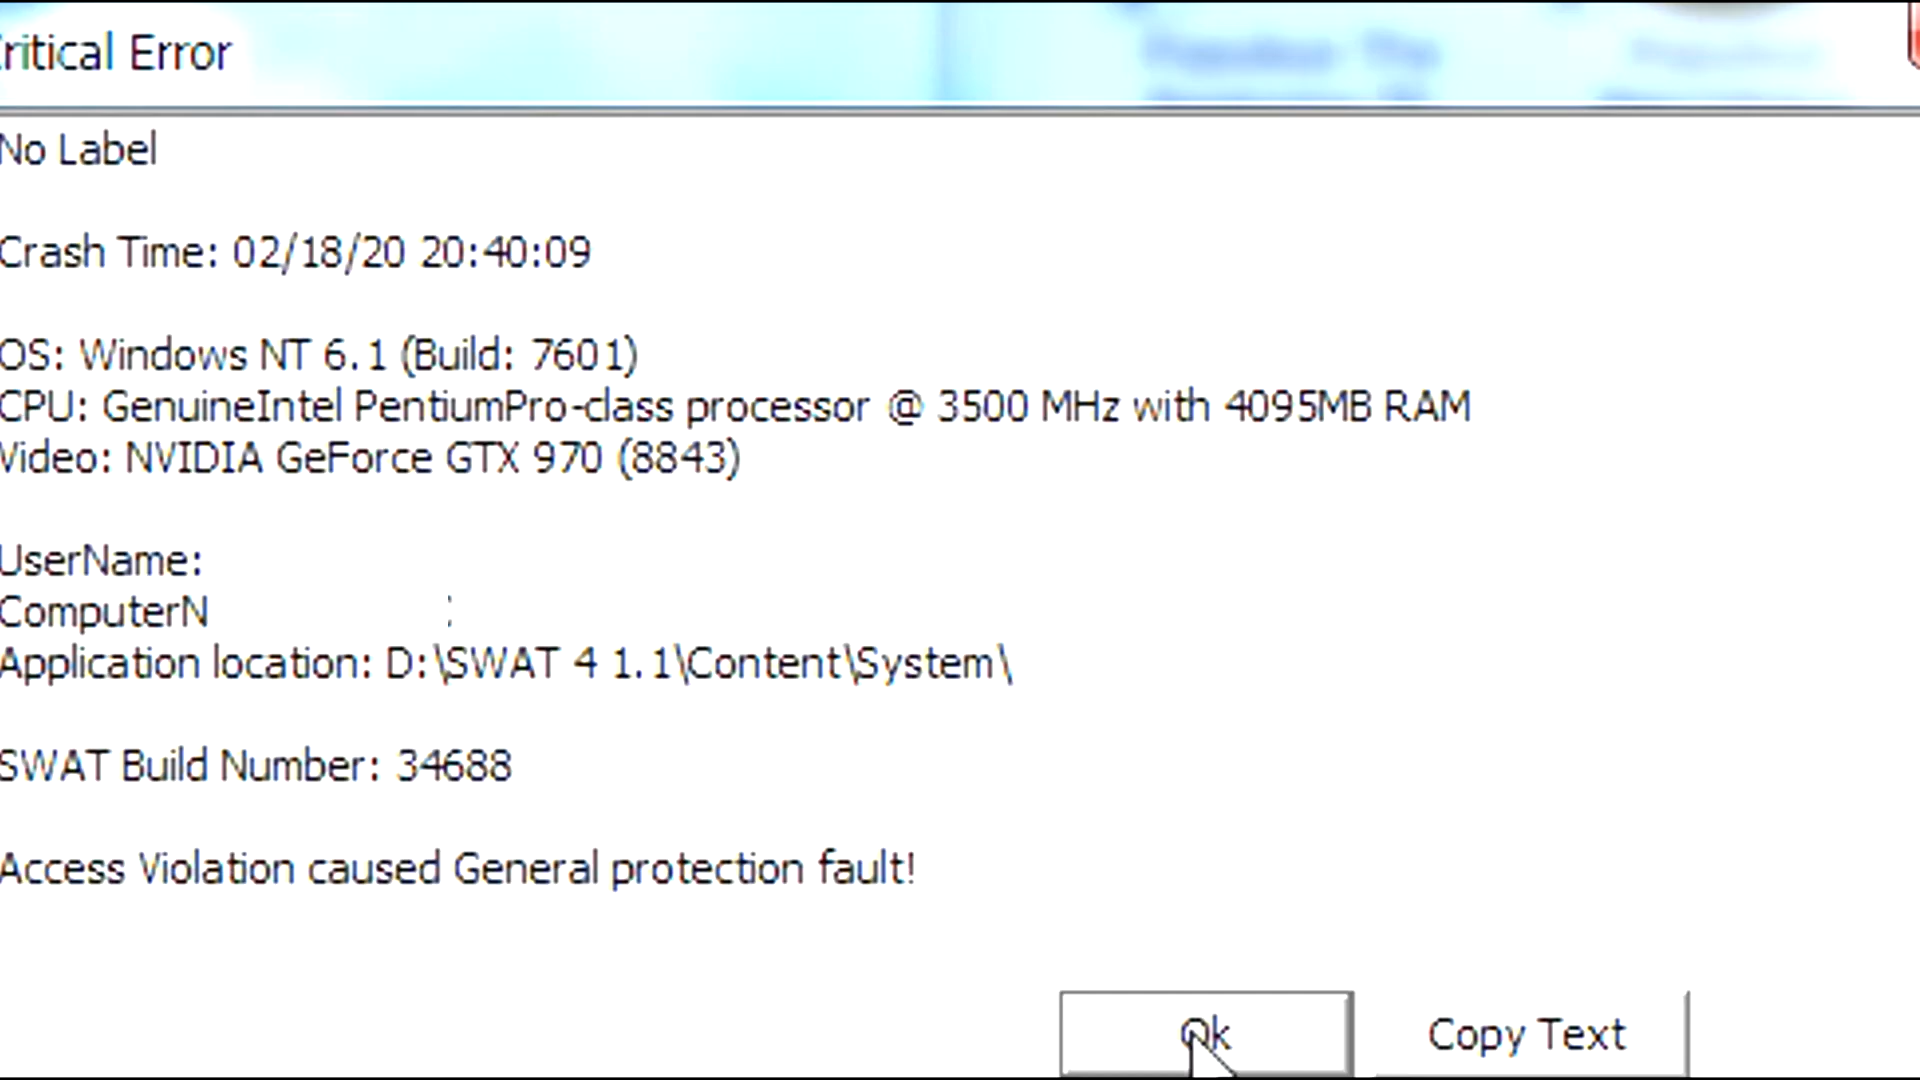 ritical Error
No Label
Crash Time: 02/18/20 20:40:09
OS: Windows NT 6.1 (Build: 7601)
CPU: GenuineIntel PentiumPro-class processor @ 3500 MHz with 4095MB RAM
Video: NVIDIA GeForce GTX 970 (8843)
UserName:
ComputerN
Application location: D:\SWAT 4 1.1\Content\System\
SWAT Build Number: 34688
Access Violation caused General protection fault!
Ok Copy Text